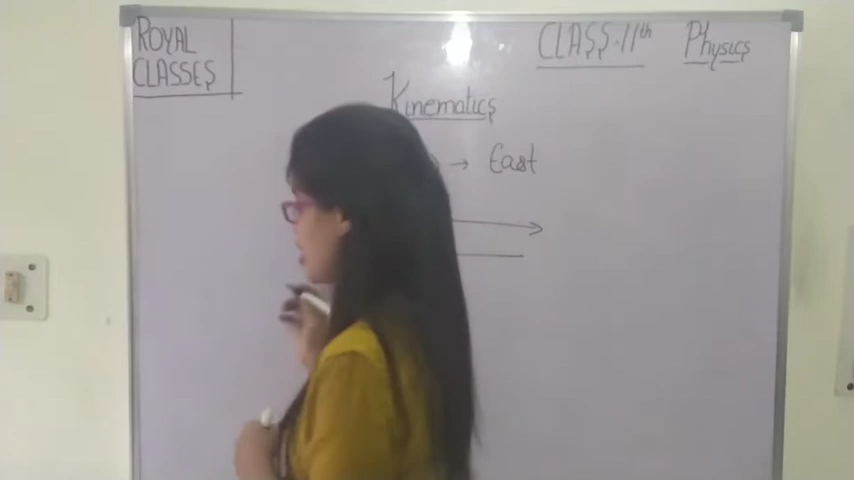 ROYAL
CLASSES
CLASS-11th Physics
Kinematics
→ East